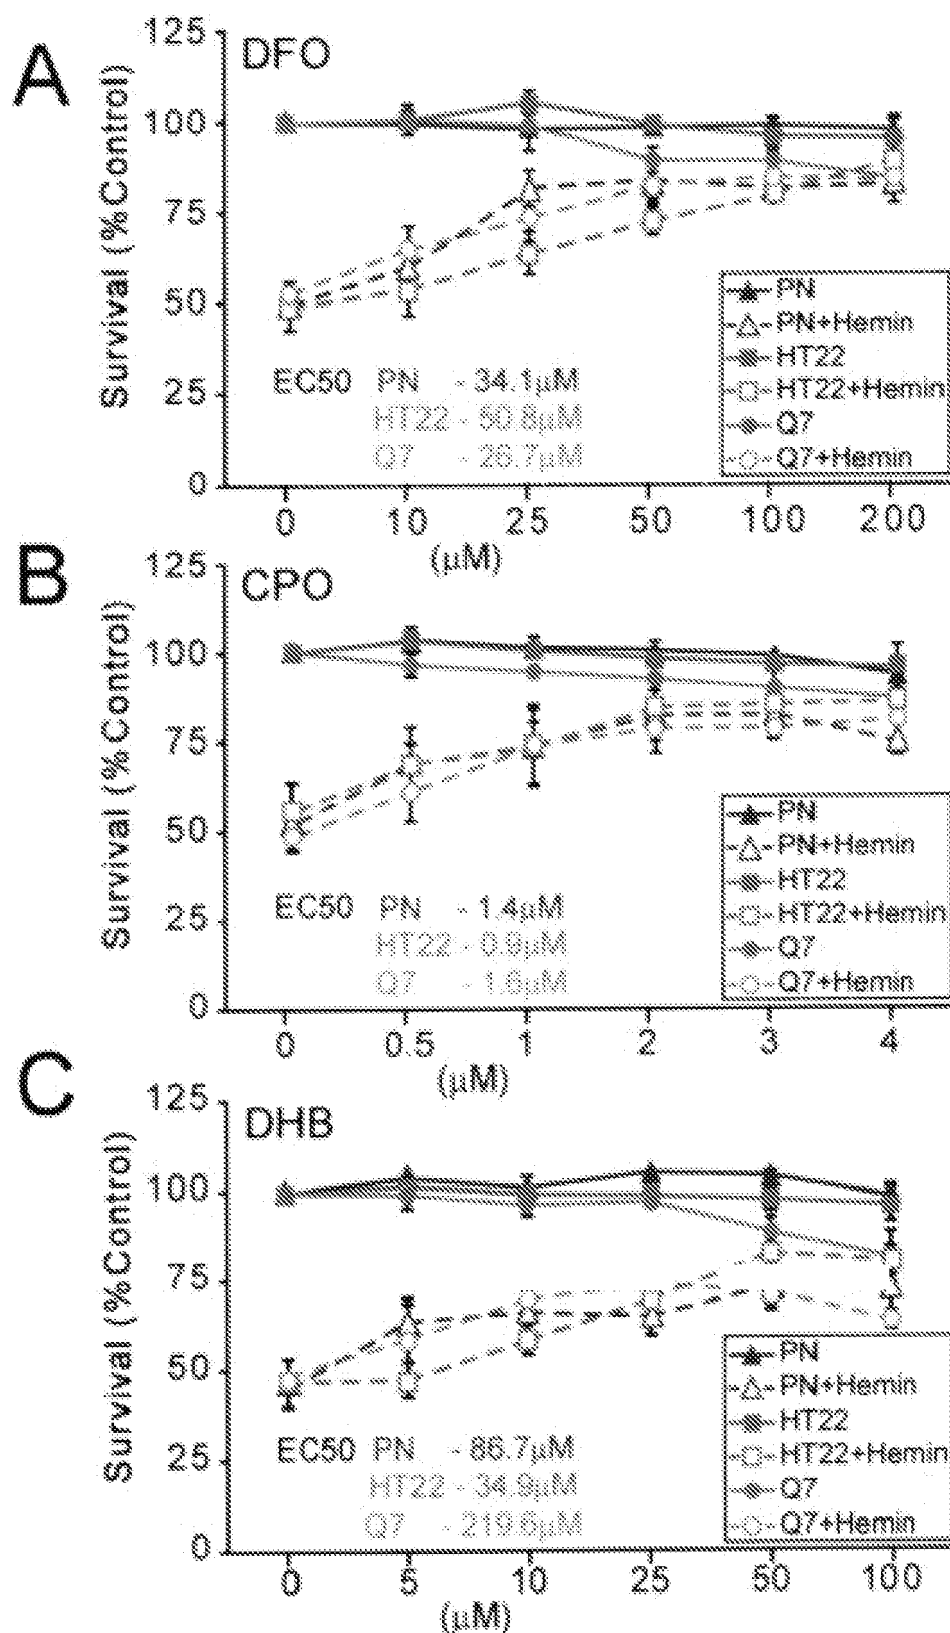 A
DFO
Survival (%Control)
125
100
75
50
25
0
EC50 PN - 34.1μM
HT22 - 50.8μM
Q7 - 26.7μM
PN
PN+Hemin
HT22
HT22+Hemin
Q7
Q7+Hemin
0 10 25 50 100 200
(μM)
B
CPO
Survival (%Control)
125
100
75
50
25
0
EC50 PN - 1.4μM
HT22 - 0.9μM
Q7 - 1.6μM
PN
PN+Hemin
HT22
HT22+Hemin
Q7
Q7+Hemin
0 0.5 1 2 3 4
(μM)
C
DHB
Survival (%Control)
125
100
75
50
25
0
EC50 PN - 86.7μM
HT22 - 34.9μM
Q7 - 219.6μM
PN
PN+Hemin
HT22
HT22+Hemin
Q7
Q7+Hemin
0 5 10 25 50 100
(μM)